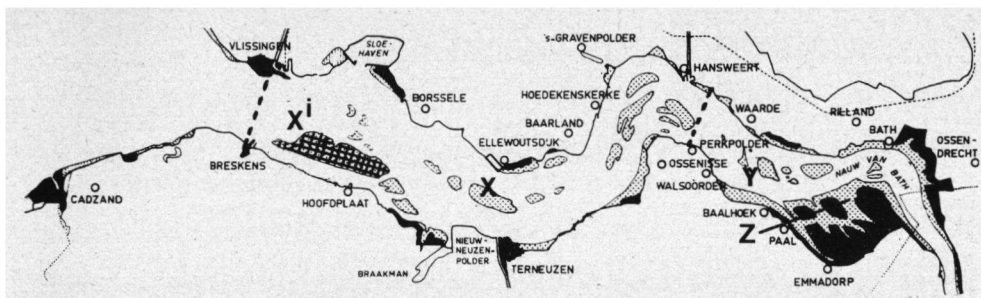 VLISSINGEN
SLOE-
HAVEN
's-GRAVENPOLDER
HANSWEERT
BORSSELE
HOEDEKENSKERKE
BAARLAND
ELLEWOUTSDIJK
WAARDE
RILLAND
BATH
OSSEN-
DRECHT
Xi
X
BRESKENS
CADZAND
HOOFDPLAAT
PERKPOLDER
OSSENISSE
WALSOORDEN
Y
NAUW VAN
BATH
BAALHOEK
Z
PAAL
EMMADORP
NIEUW-
NEUZEN-
POLDER
BRAAKMAN
TERNEUZEN